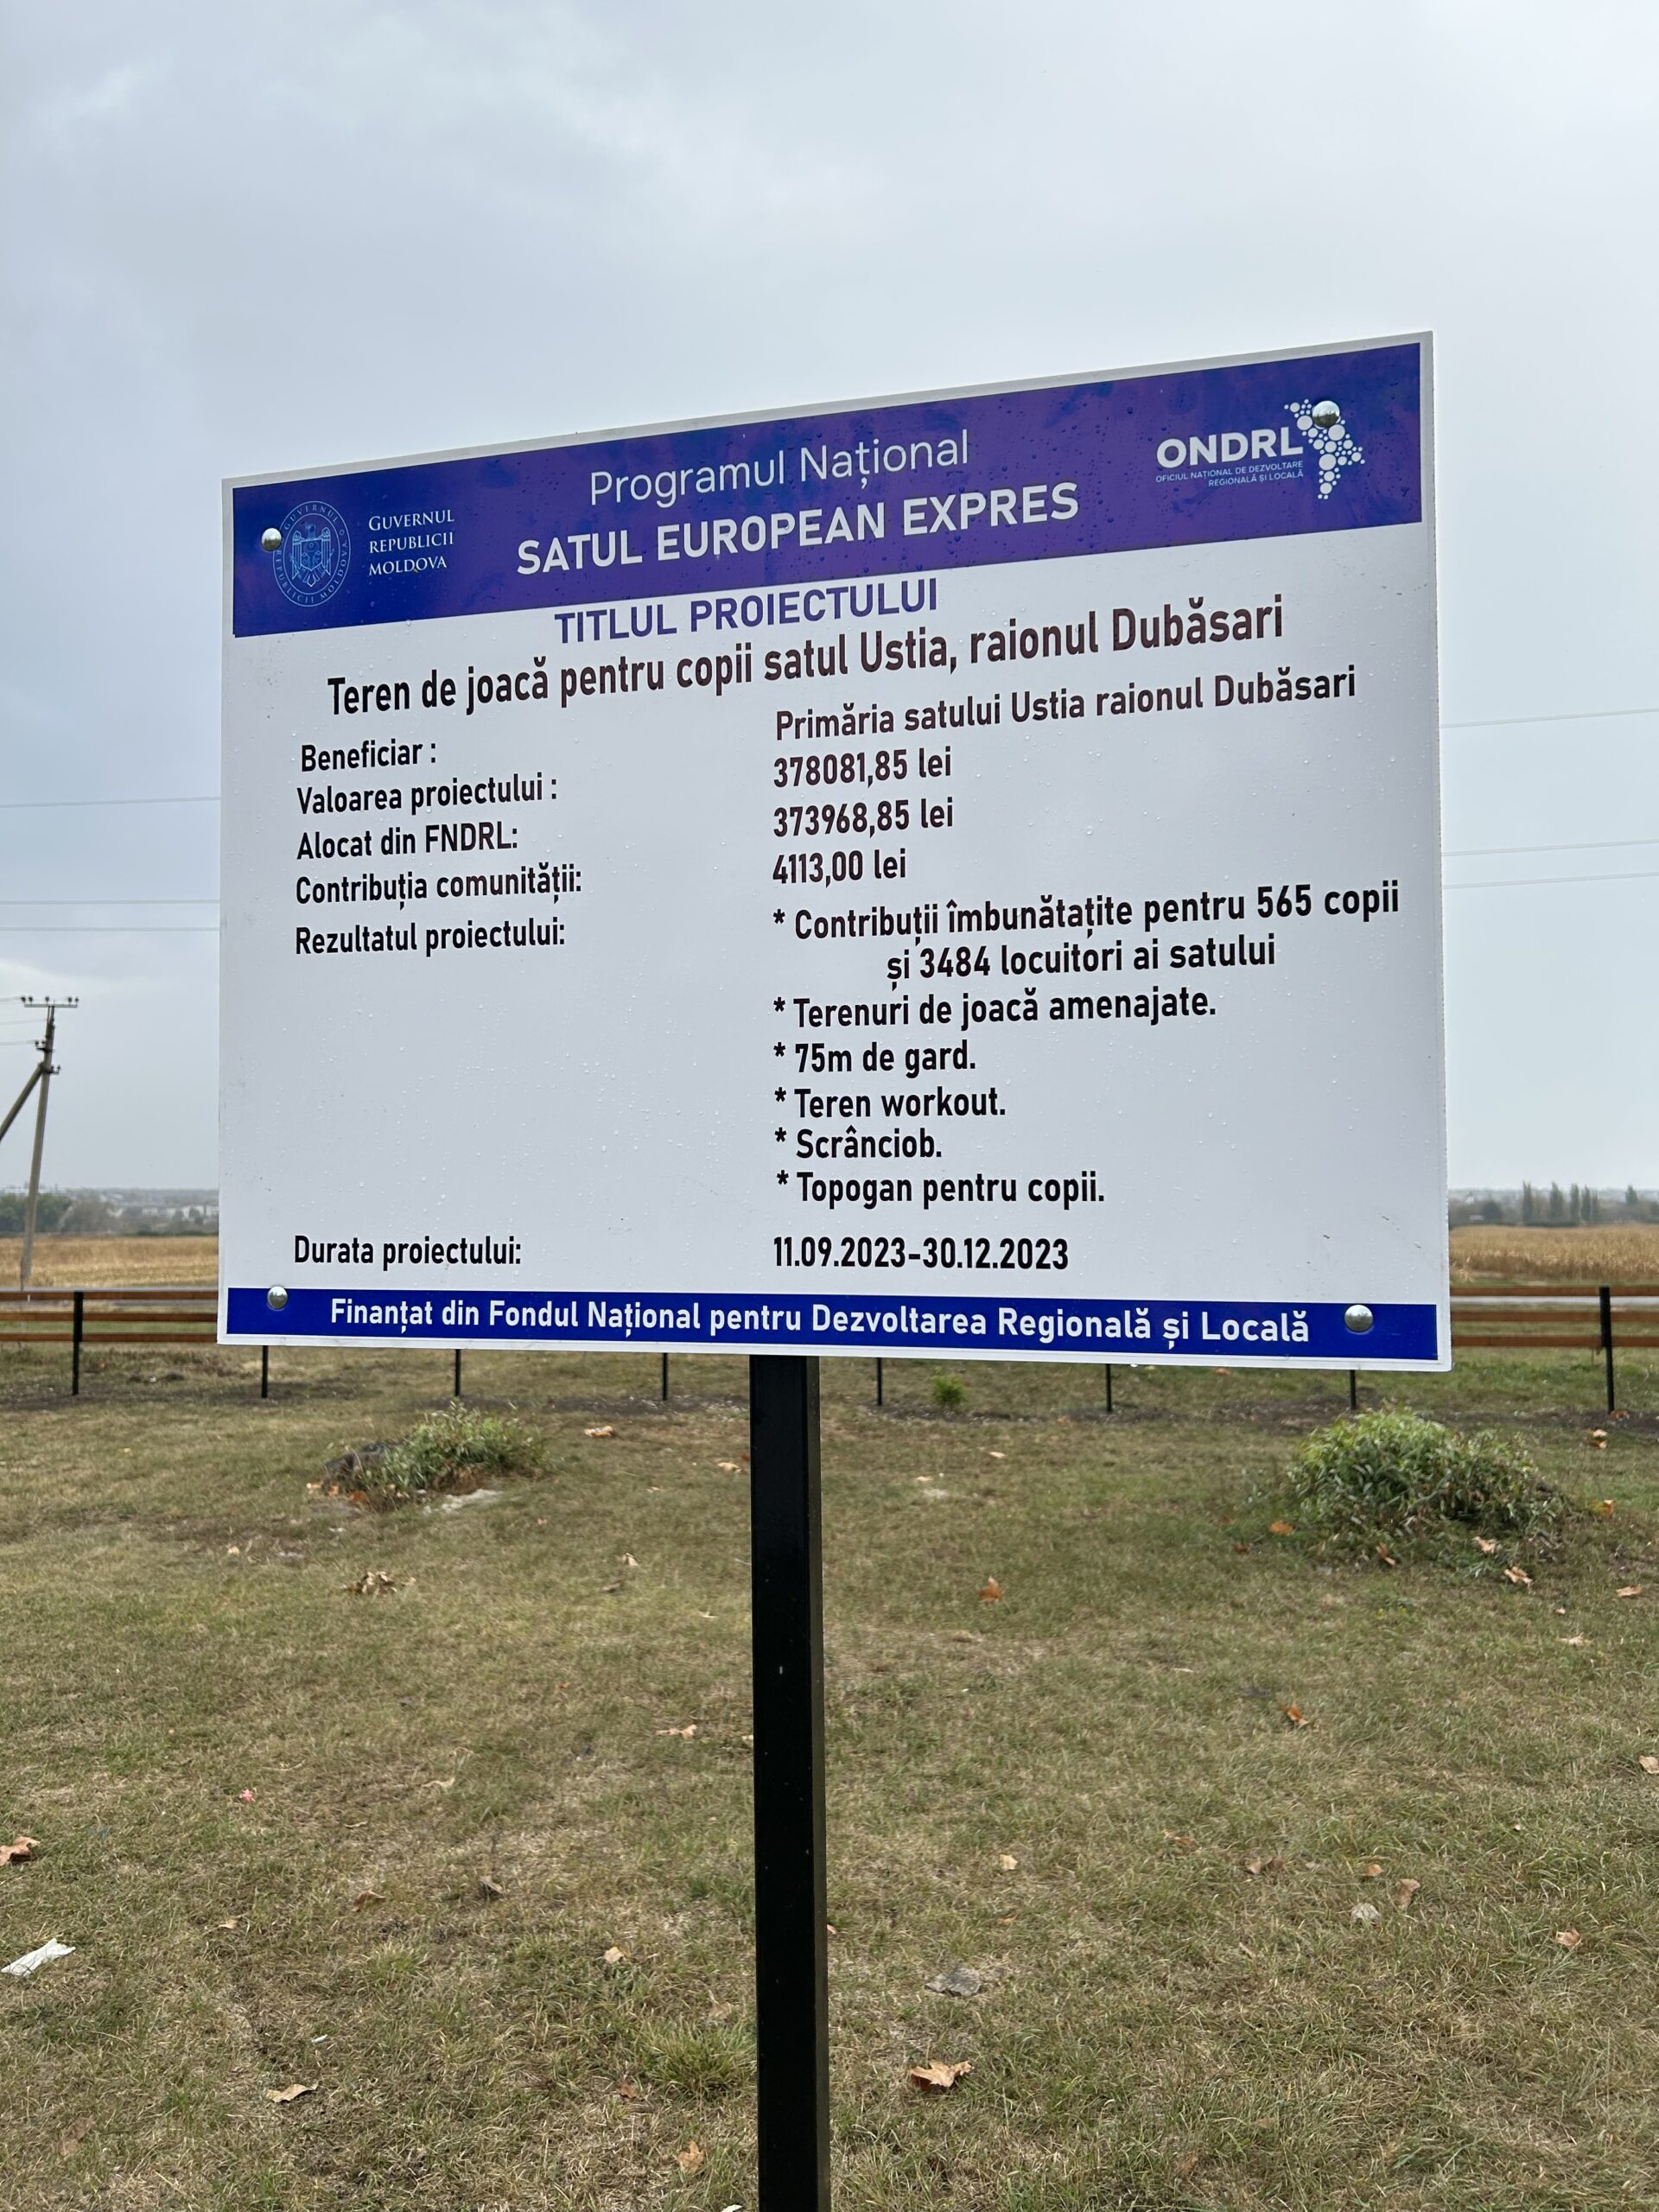 GUVERNUL REPUBLICII MOLDOVA
GUVERNUL
REPUBLICII
MOLDOVA
Programul Național
SATUL EUROPEAN EXPRES
ONDRL
OFICIUL NAȚIONAL DE DEZVOLTARE
REGIONALĂ ȘI LOCALĂ
TITLUL PROIECTULUI
Teren de joacă pentru copii satul Ustia, raionul Dubăsari
Beneficiar : Primăria satului Ustia raionul Dubăsari
Valoarea proiectului : 378081,85 lei
Alocat din FNDRL: 373968,85 lei
Contribuția comunității: 4113,00 lei
Rezultatul proiectului: * Contribuții îmbunătațite pentru 565 copii
și 3484 locuitori ai satului
* Terenuri de joacă amenajate.
* 75m de gard.
* Teren workout.
* Scrânciob.
* Topogan pentru copii.
Durata proiectului: 11.09.2023-30.12.2023
Finanțat din Fondul Național pentru Dezvoltarea Regională și Locală